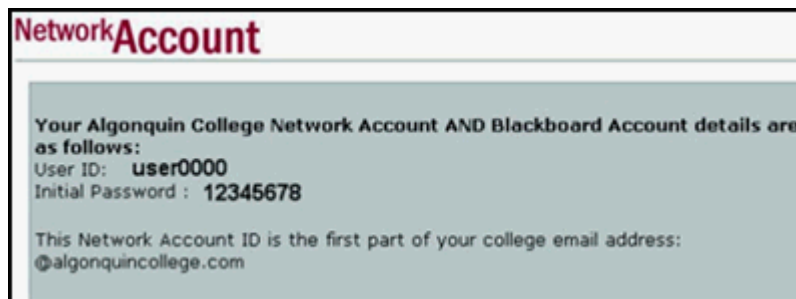 NetworkAccount
Your Algonquin College Network Account AND Blackboard Account details are
as follows:
User ID: user0000
Initial Password : 12345678
This Network Account ID is the first part of your college email address:
@algonquincollege.com